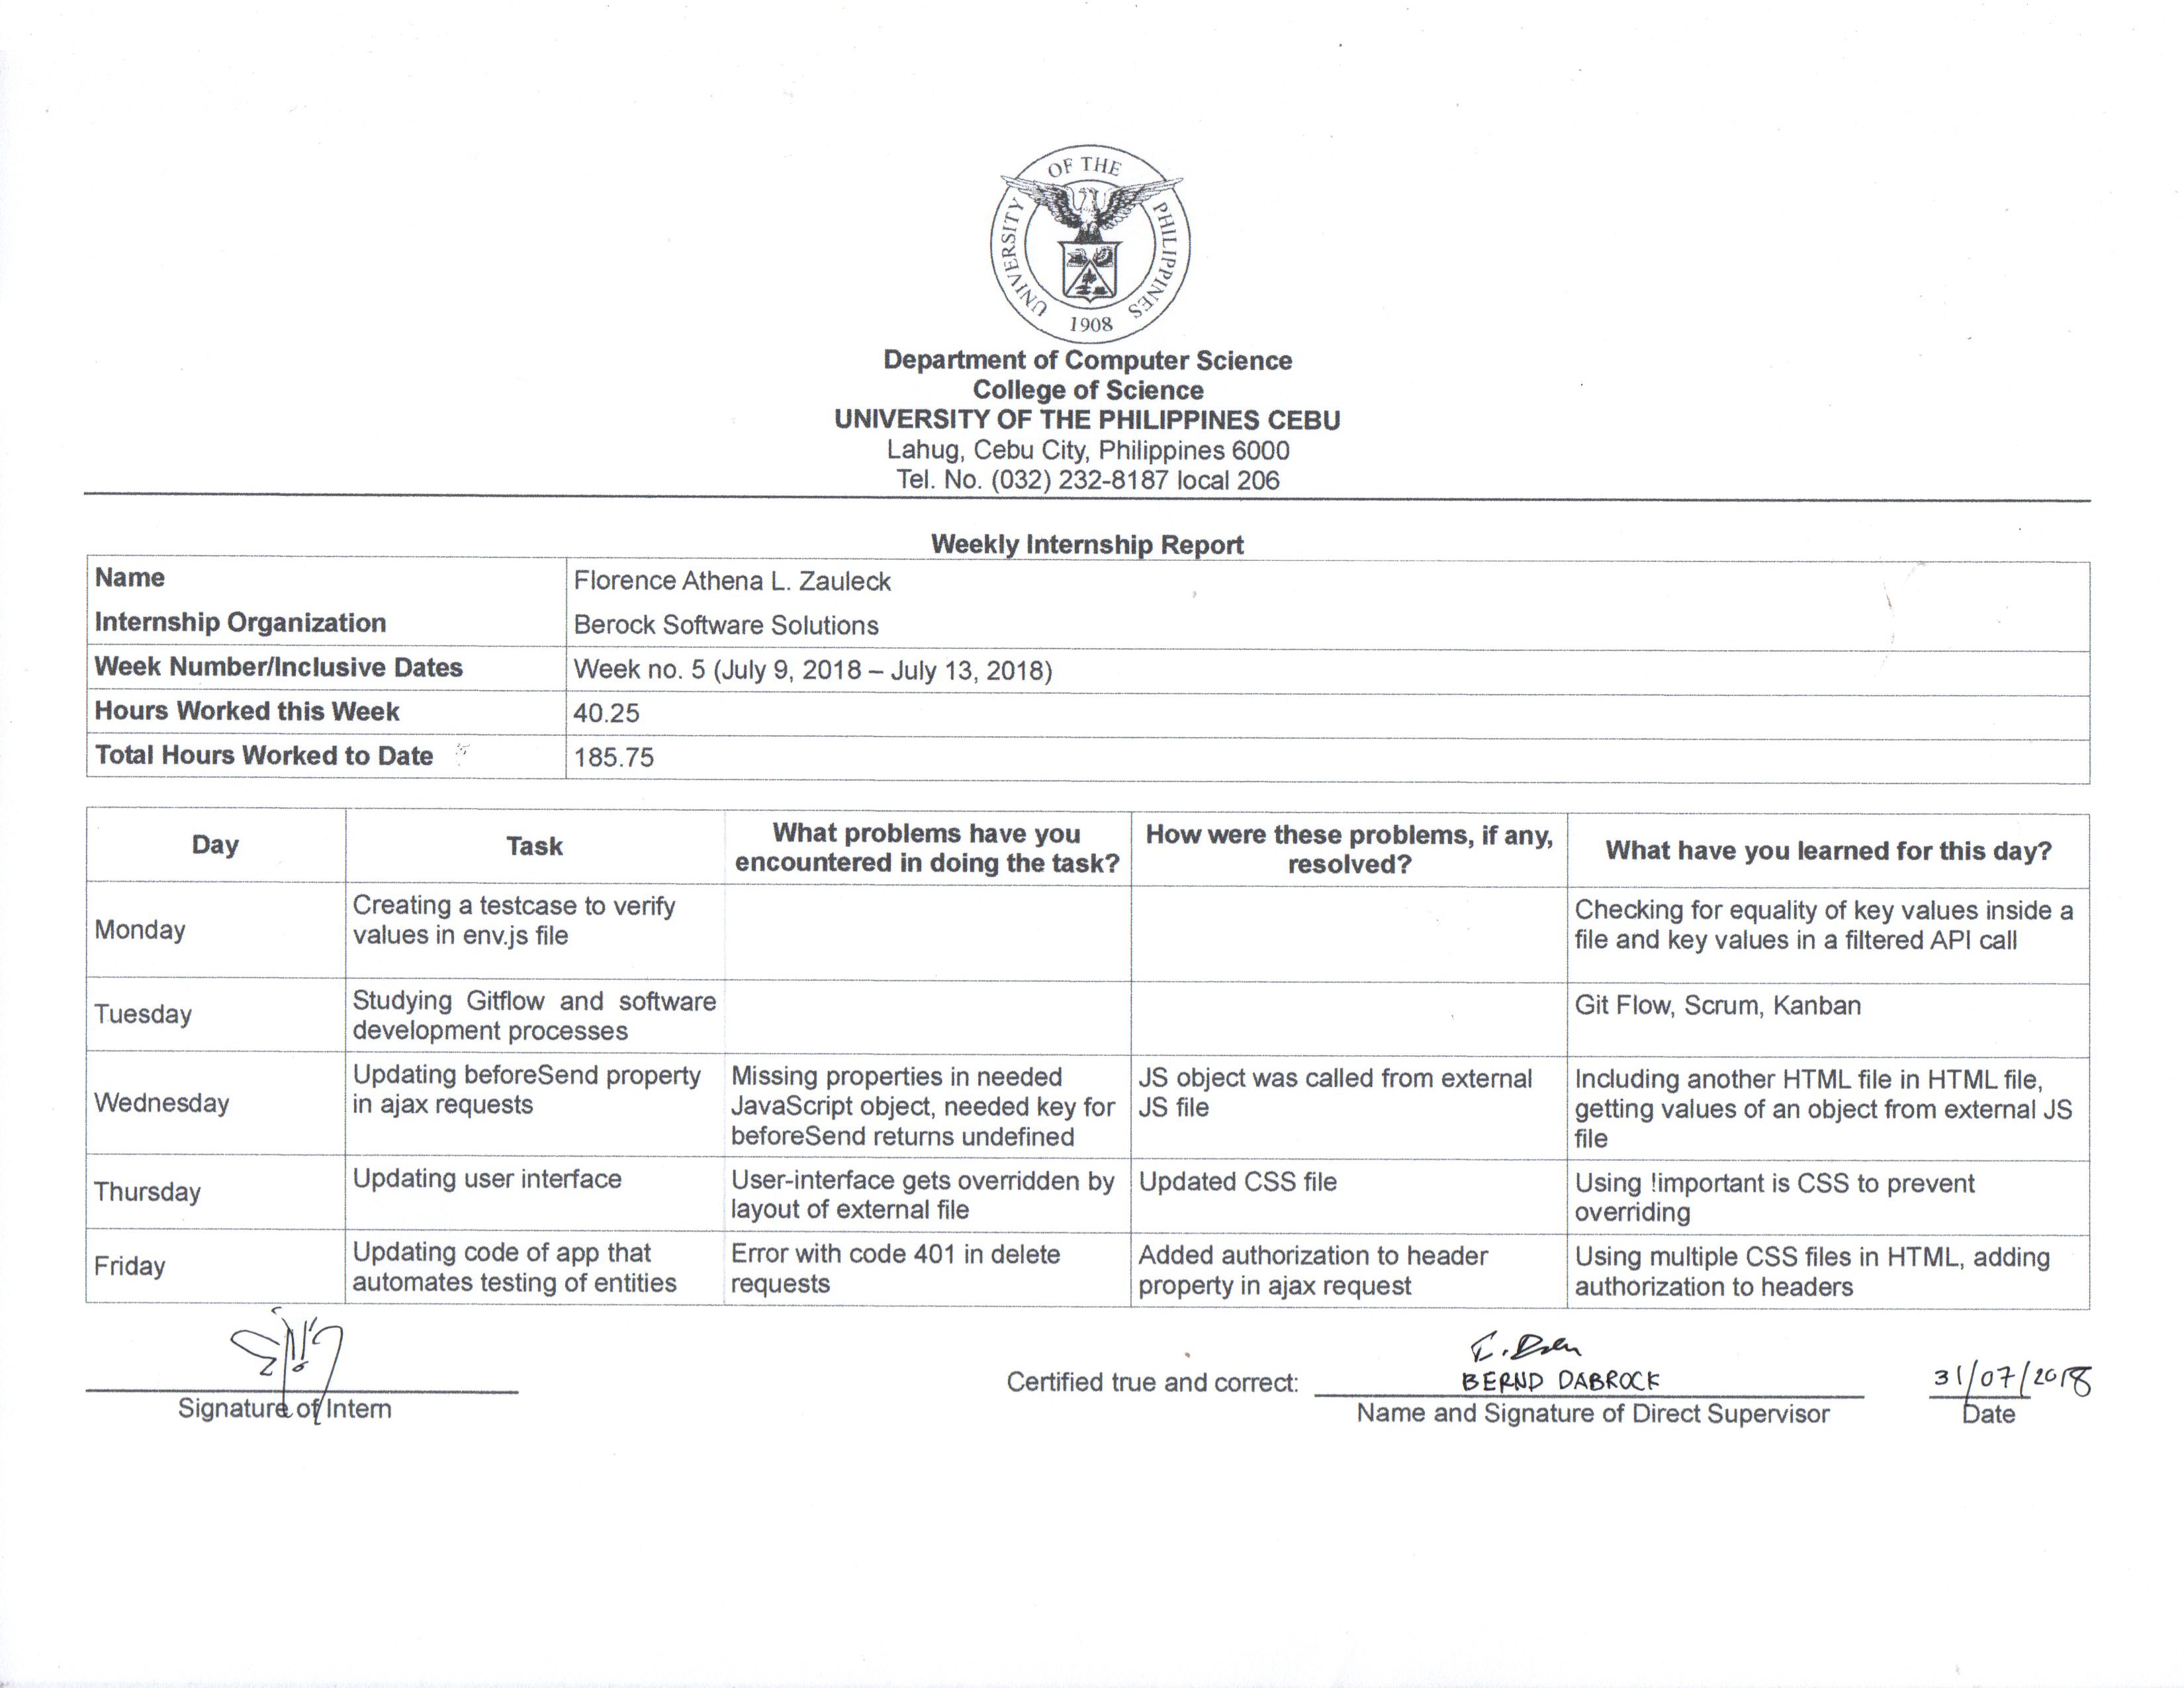 UNIVERSITY OF THE PHILIPPINES
1908
Department of Computer Science
College of Science
UNIVERSITY OF THE PHILIPPINES CEBU
Lahug, Cebu City, Philippines 6000
Tel. No. (032) 232-8187 local 206
Weekly Internship Report
Name Florence Athena L. Zauleck
Internship Organization Berock Software Solutions
Week Number/Inclusive Dates Week no. 5 (July 9, 2018 – July 13, 2018)
Hours Worked this Week 40.25
Total Hours Worked to Date 185.75
Day
Task
What problems have you
encountered in doing the task?
How were these problems, if any,
resolved?
What have you learned for this day?
Monday
Creating a testcase to verify
values in env.js file
Checking for equality of key values inside a
file and key values in a filtered API call
Tuesday
Studying Gitflow and software
development processes
Git Flow, Scrum, Kanban
Wednesday
Updating beforeSend property
in ajax requests
Missing properties in needed
JavaScript object, needed key for
beforeSend returns undefined
JS object was called from external
JS file
Including another HTML file in HTML file,
getting values of an object from external JS
file
Thursday
Updating user interface
User-interface gets overridden by
layout of external file
Updated CSS file
Using !important is CSS to prevent
overriding
Friday
Updating code of app that
automates testing of entities
Error with code 401 in delete
requests
Added authorization to header
property in ajax request
Using multiple CSS files in HTML, adding
authorization to headers
Signature of Intern
Certified true and correct:
BERND DABROCK
Name and Signature of Direct Supervisor
31/07/2018
Date